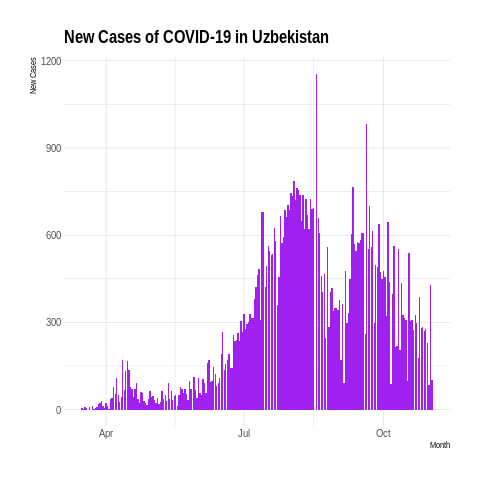 New Cases of COVID-19 in Uzbekistan
New Cases
1200
900
600
300
0
Apr
Jul
Oct
Month